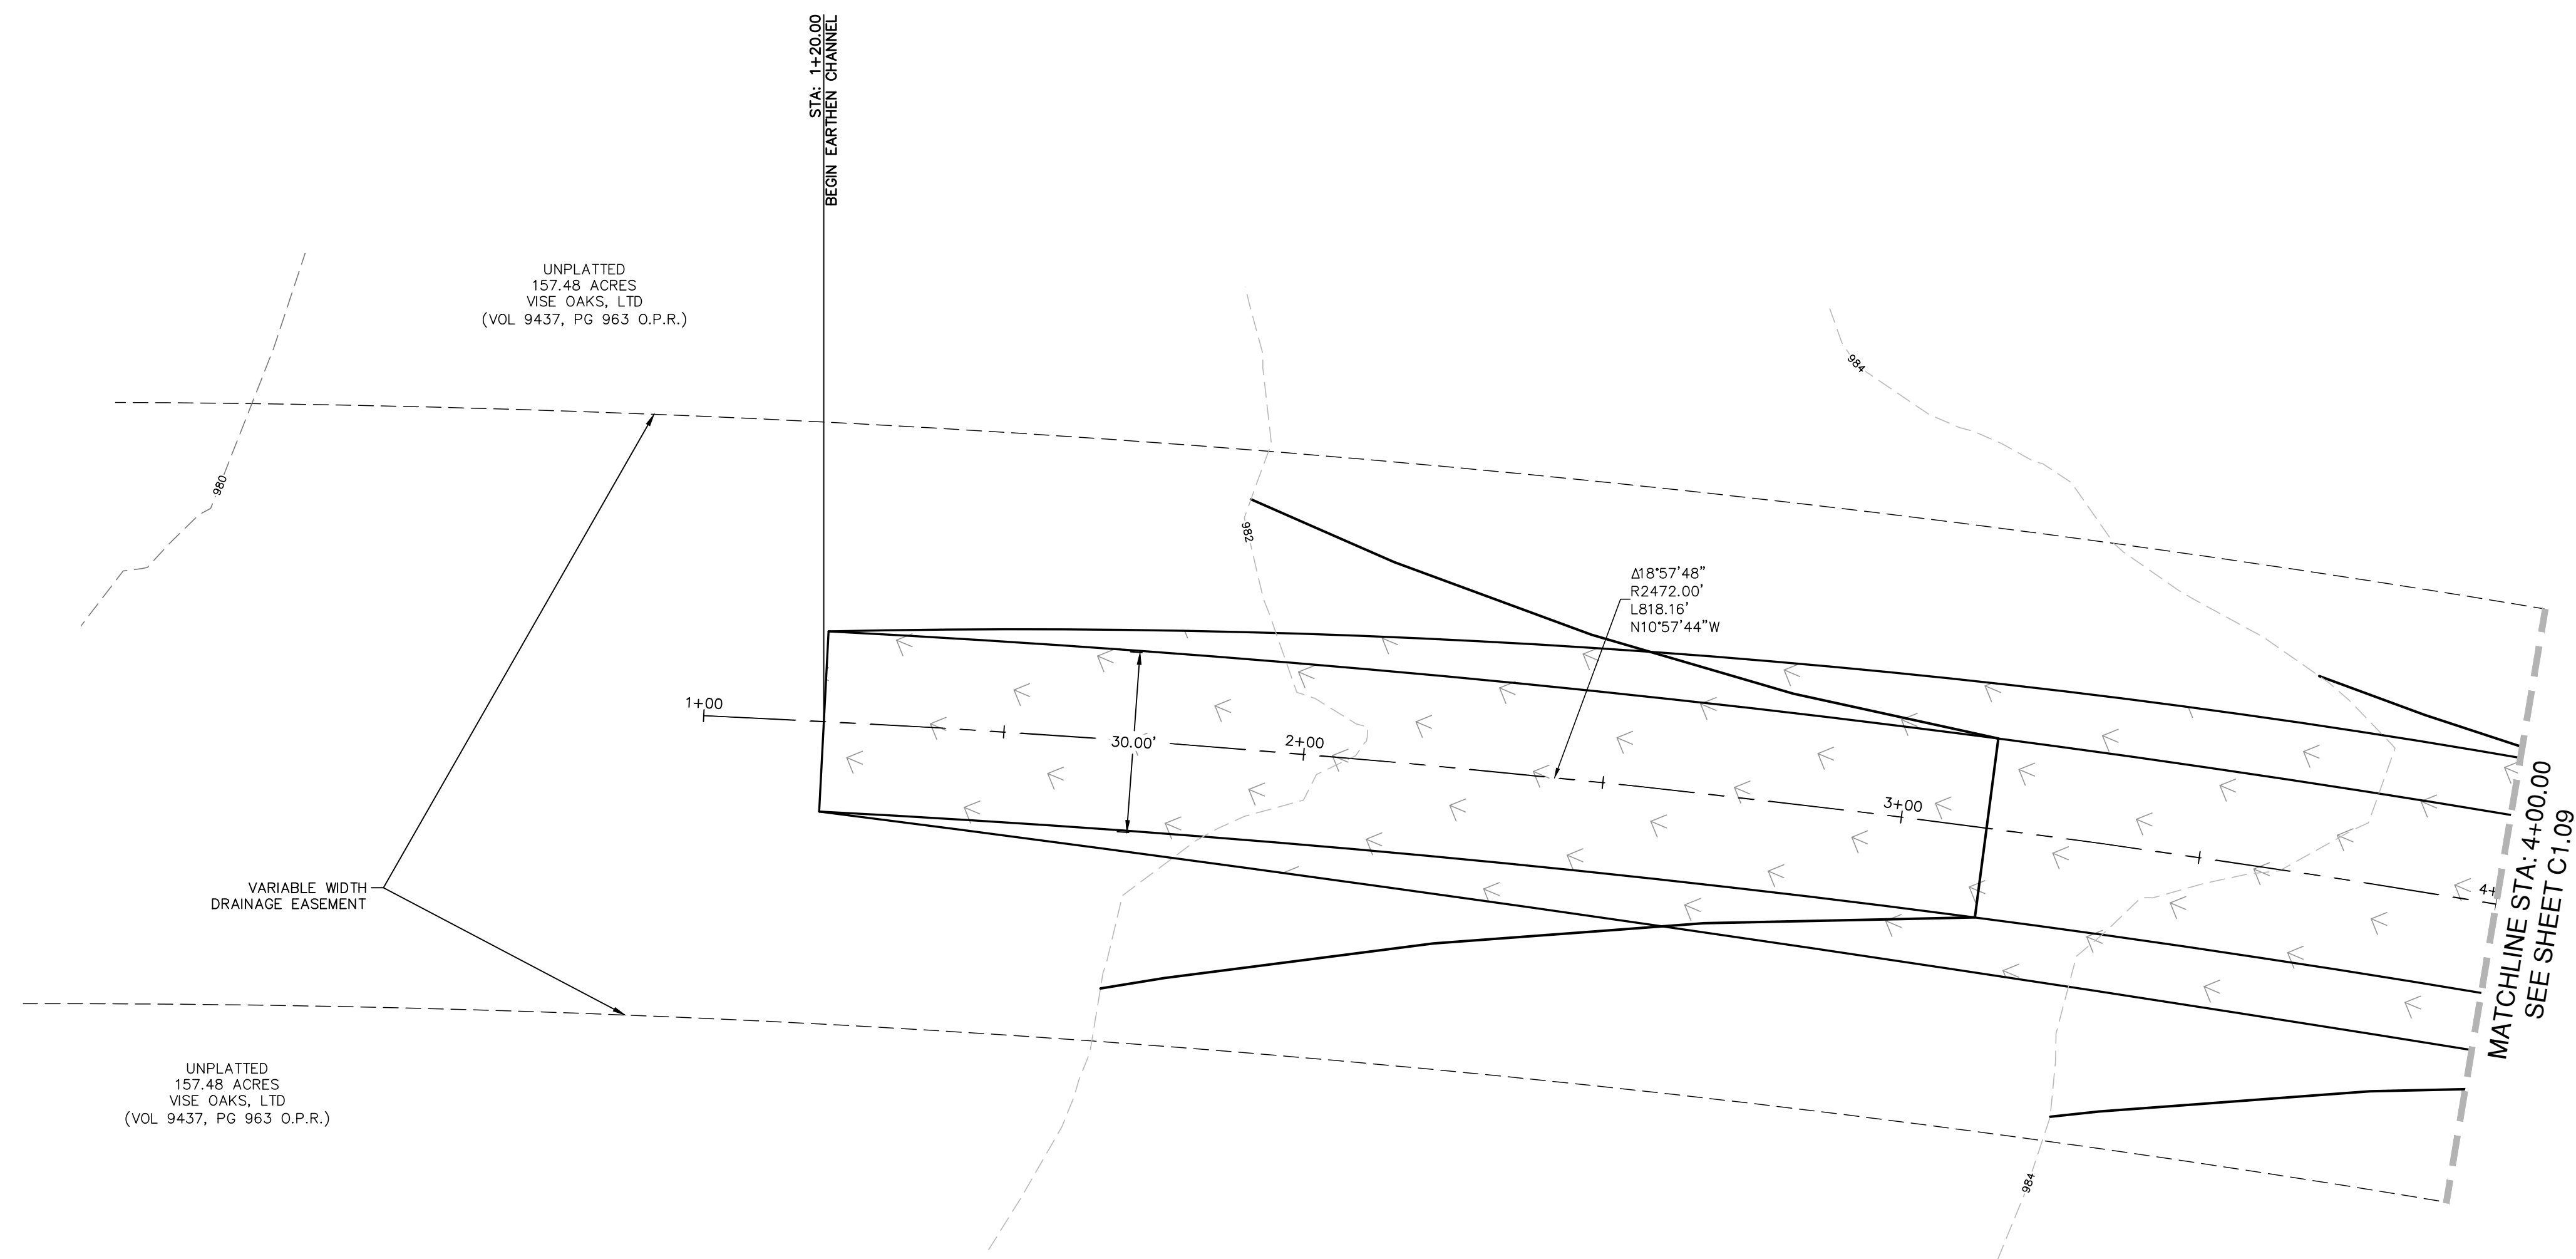 STA: 1+20.00
BEGIN EARTHEN CHANNEL
UNPLATTED
157.48 ACRES
VISE OAKS, LTD
(VOL 9437, PG 963 O.P.R.)
984
980
982
Δ18°57'48"
R2472.00'
L818.16'
N10°57'44"W
1+00
30.00'
2+00
3+00
4+
MATCHLINE STA: 4+00.00
SEE SHEET C1.09
VARIABLE WIDTH
DRAINAGE EASEMENT
UNPLATTED
157.48 ACRES
VISE OAKS, LTD
(VOL 9437, PG 963 O.P.R.)
984